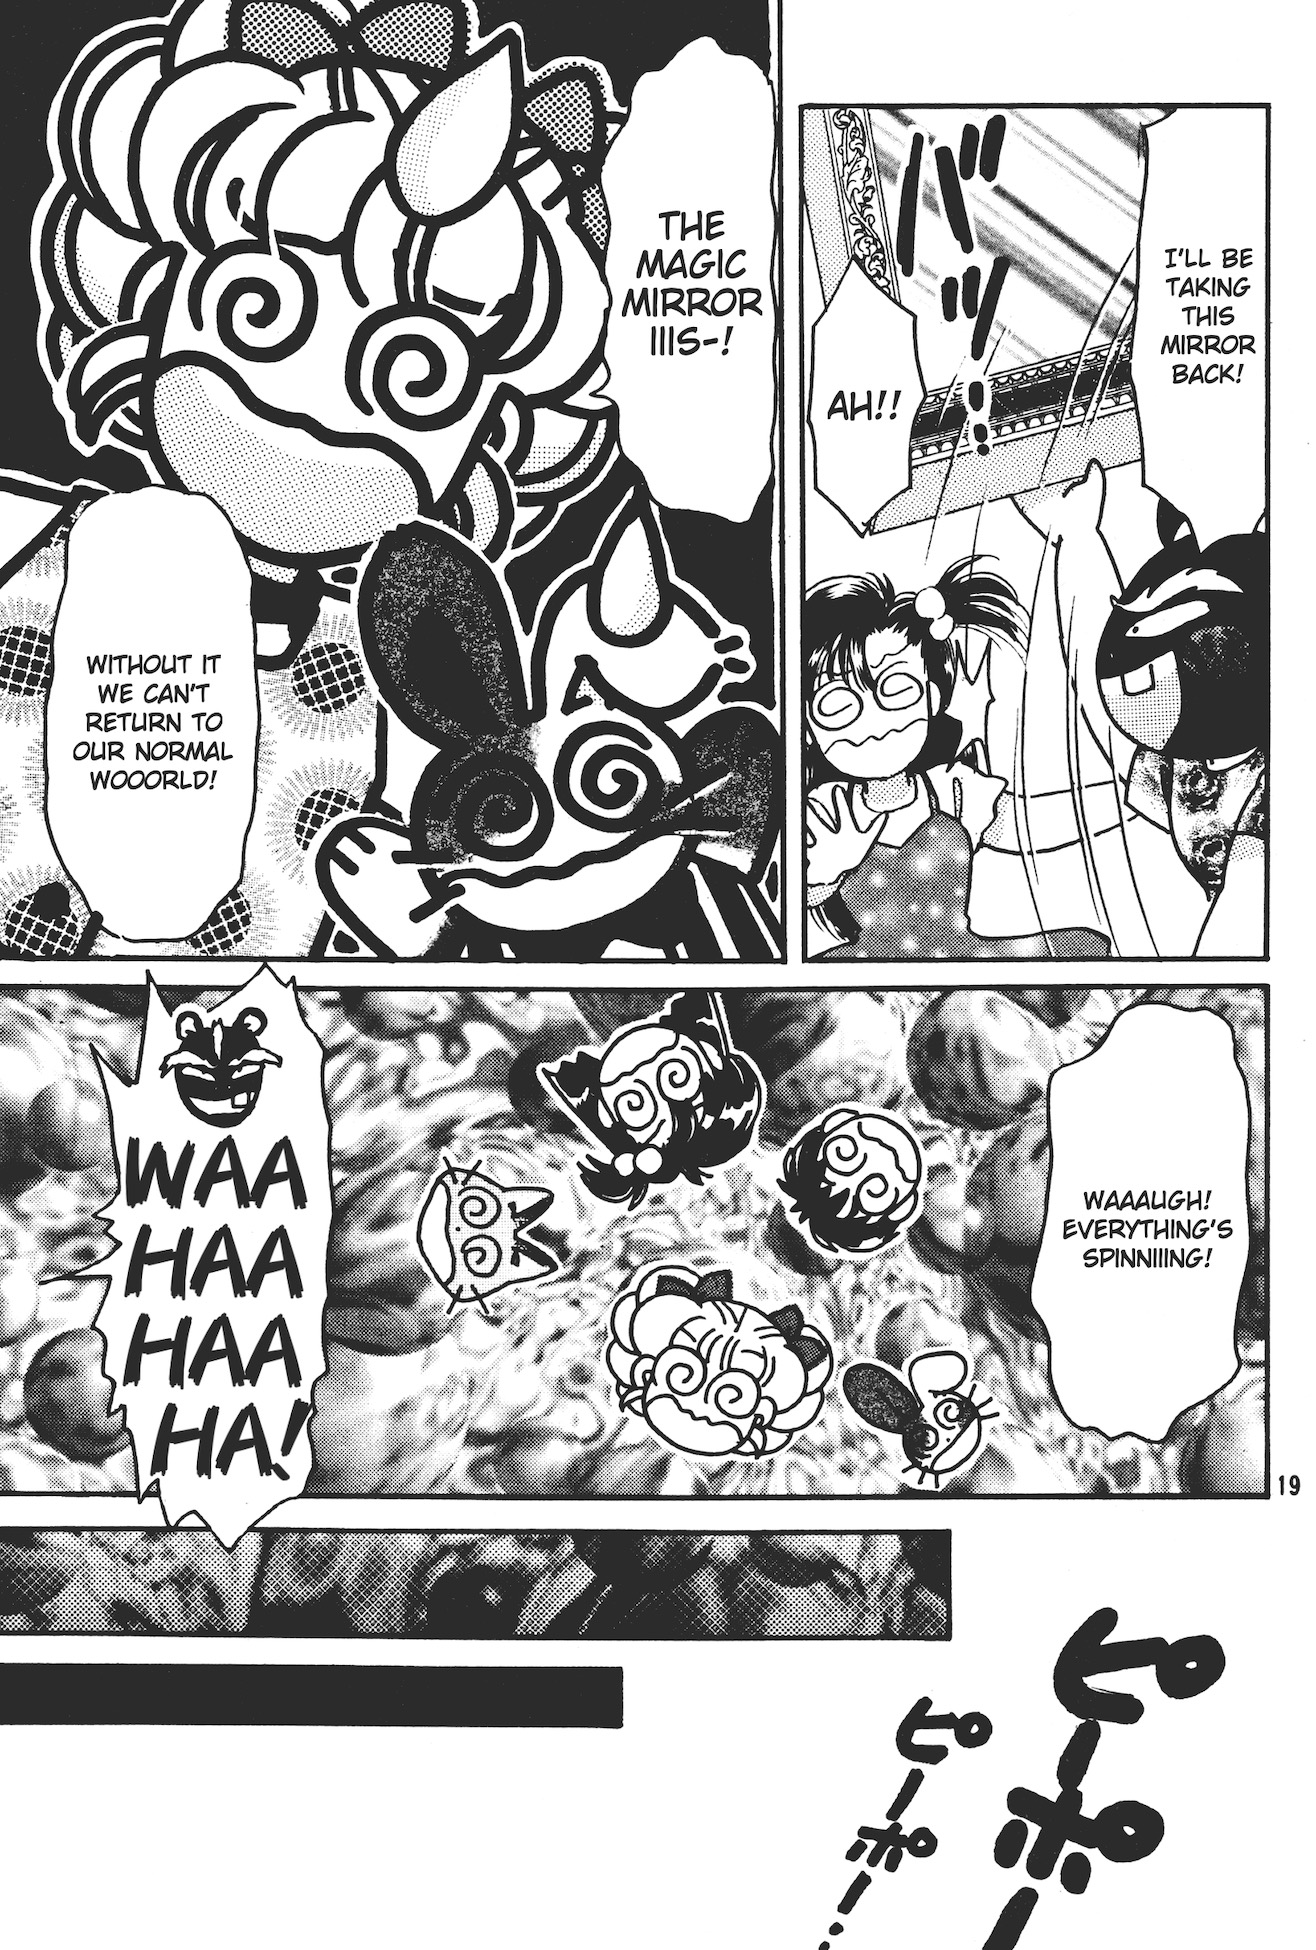 I'LL BE
TAKING
THIS
MIRROR
BACK!
バッ!!
AH!!
THE
MAGIC
MIRROR
IIIS-!
WITHOUT IT
WE CAN'T
RETURN TO
OUR NORMAL
WOOORLD!
WAAAUGH!
EVERYTHING'S
SPINNIIING!
WAA
HAA
HAA
HA!
19
ピーポー
ピーポー…